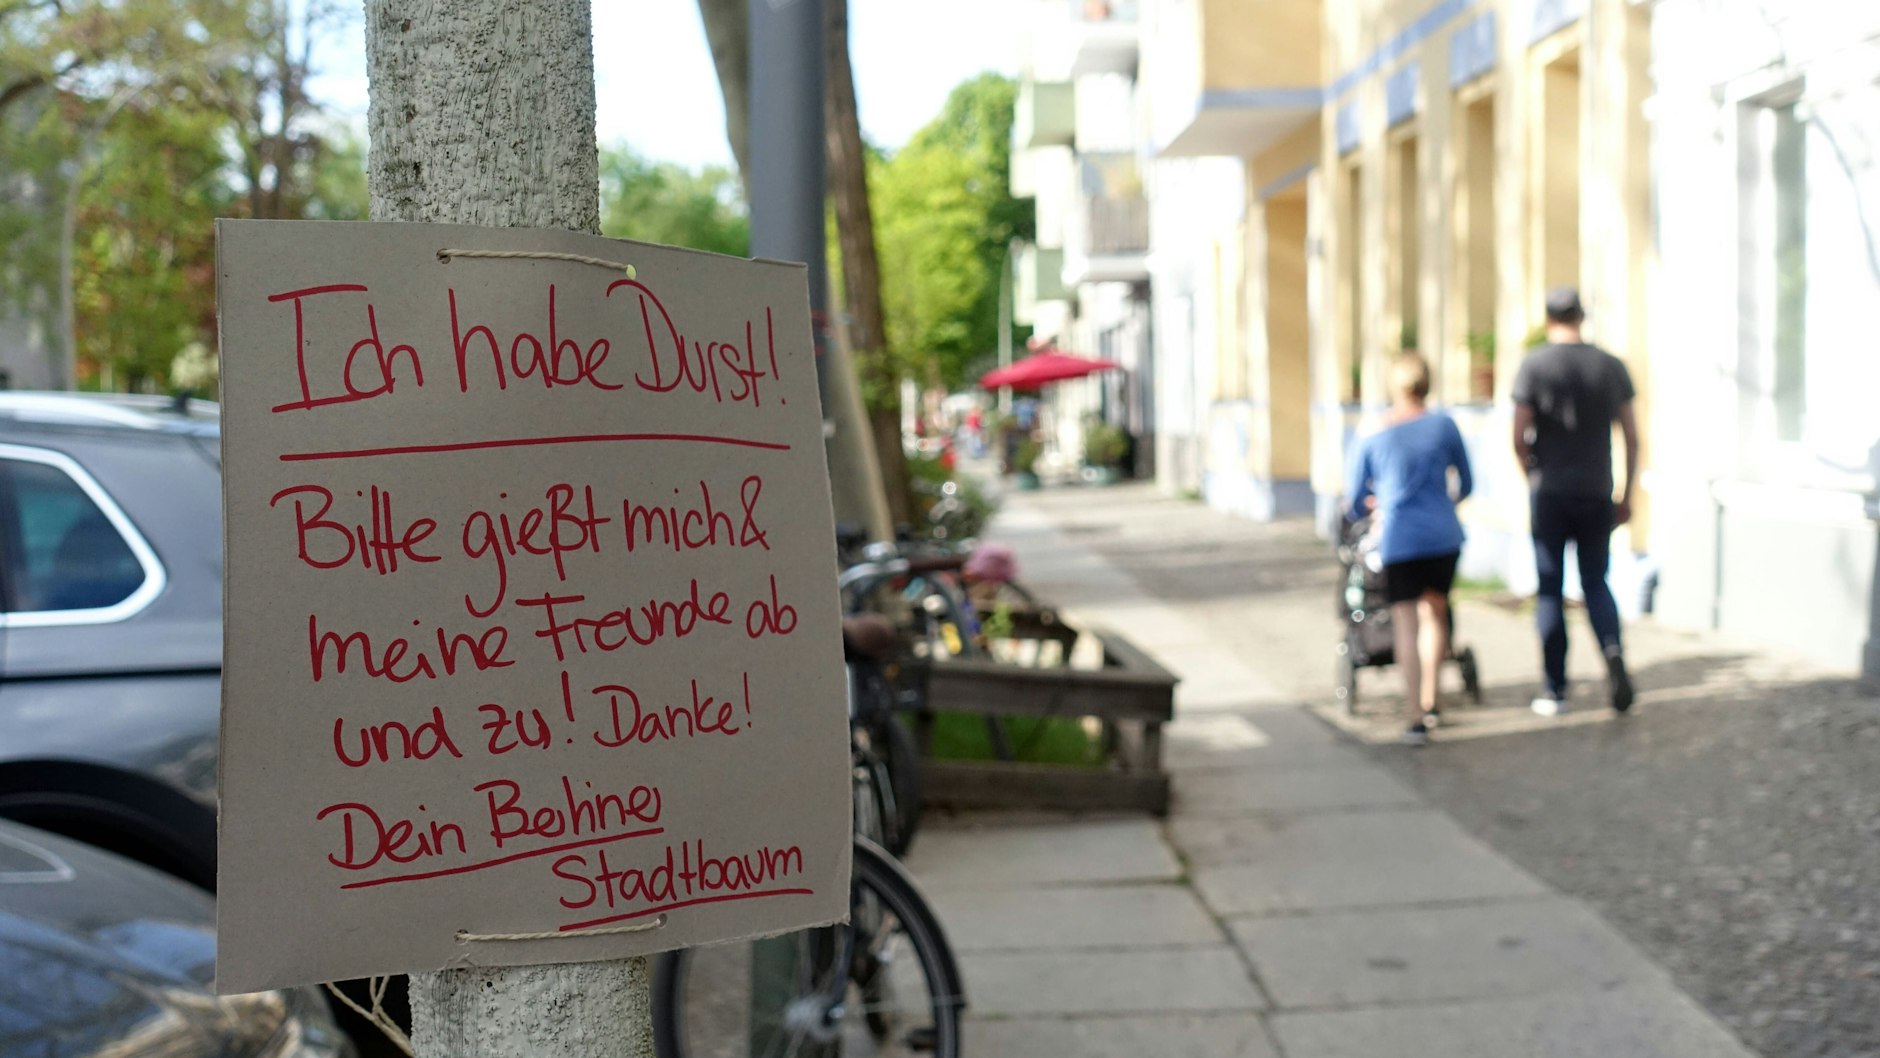 Ich habe Durst!
Bitte gießt mich &
meine Freunde ab
und zu! Danke!
Dein Berliner
Stadtbaum